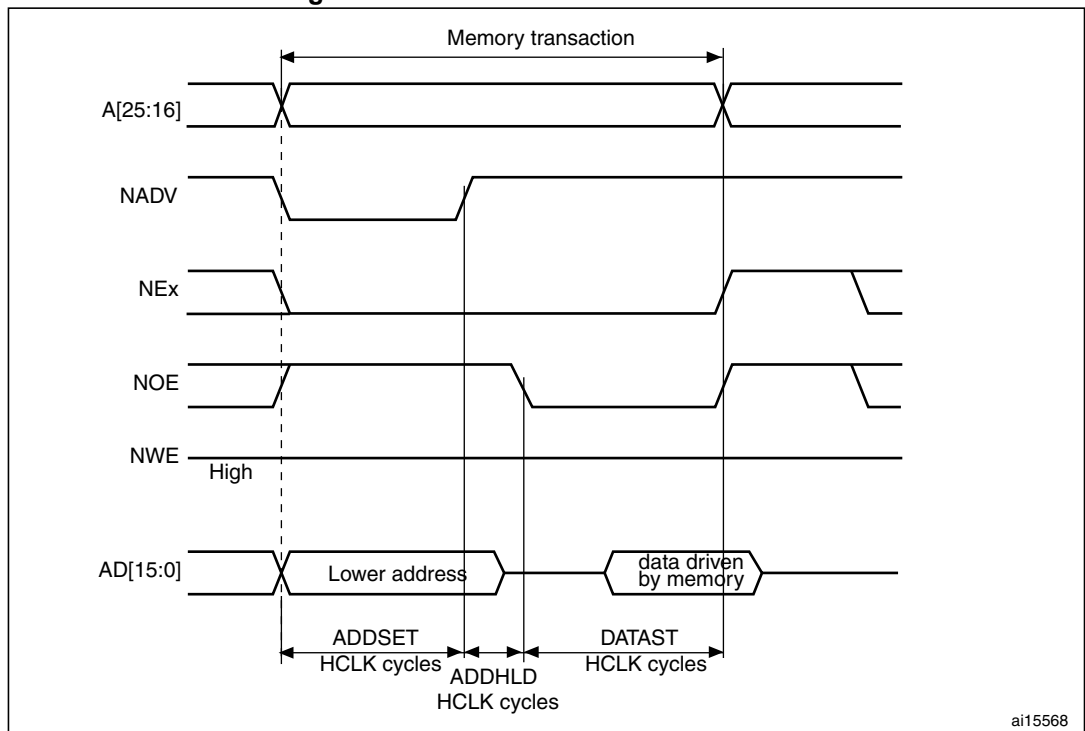 Memory transaction
A[25:16]
NADV
NEx
NOE
NWE
High
AD[15:0]
Lower address
data driven
by memory
ADDSET
HCLK cycles
ADDHLD
HCLK cycles
DATAST
HCLK cycles
ai15568